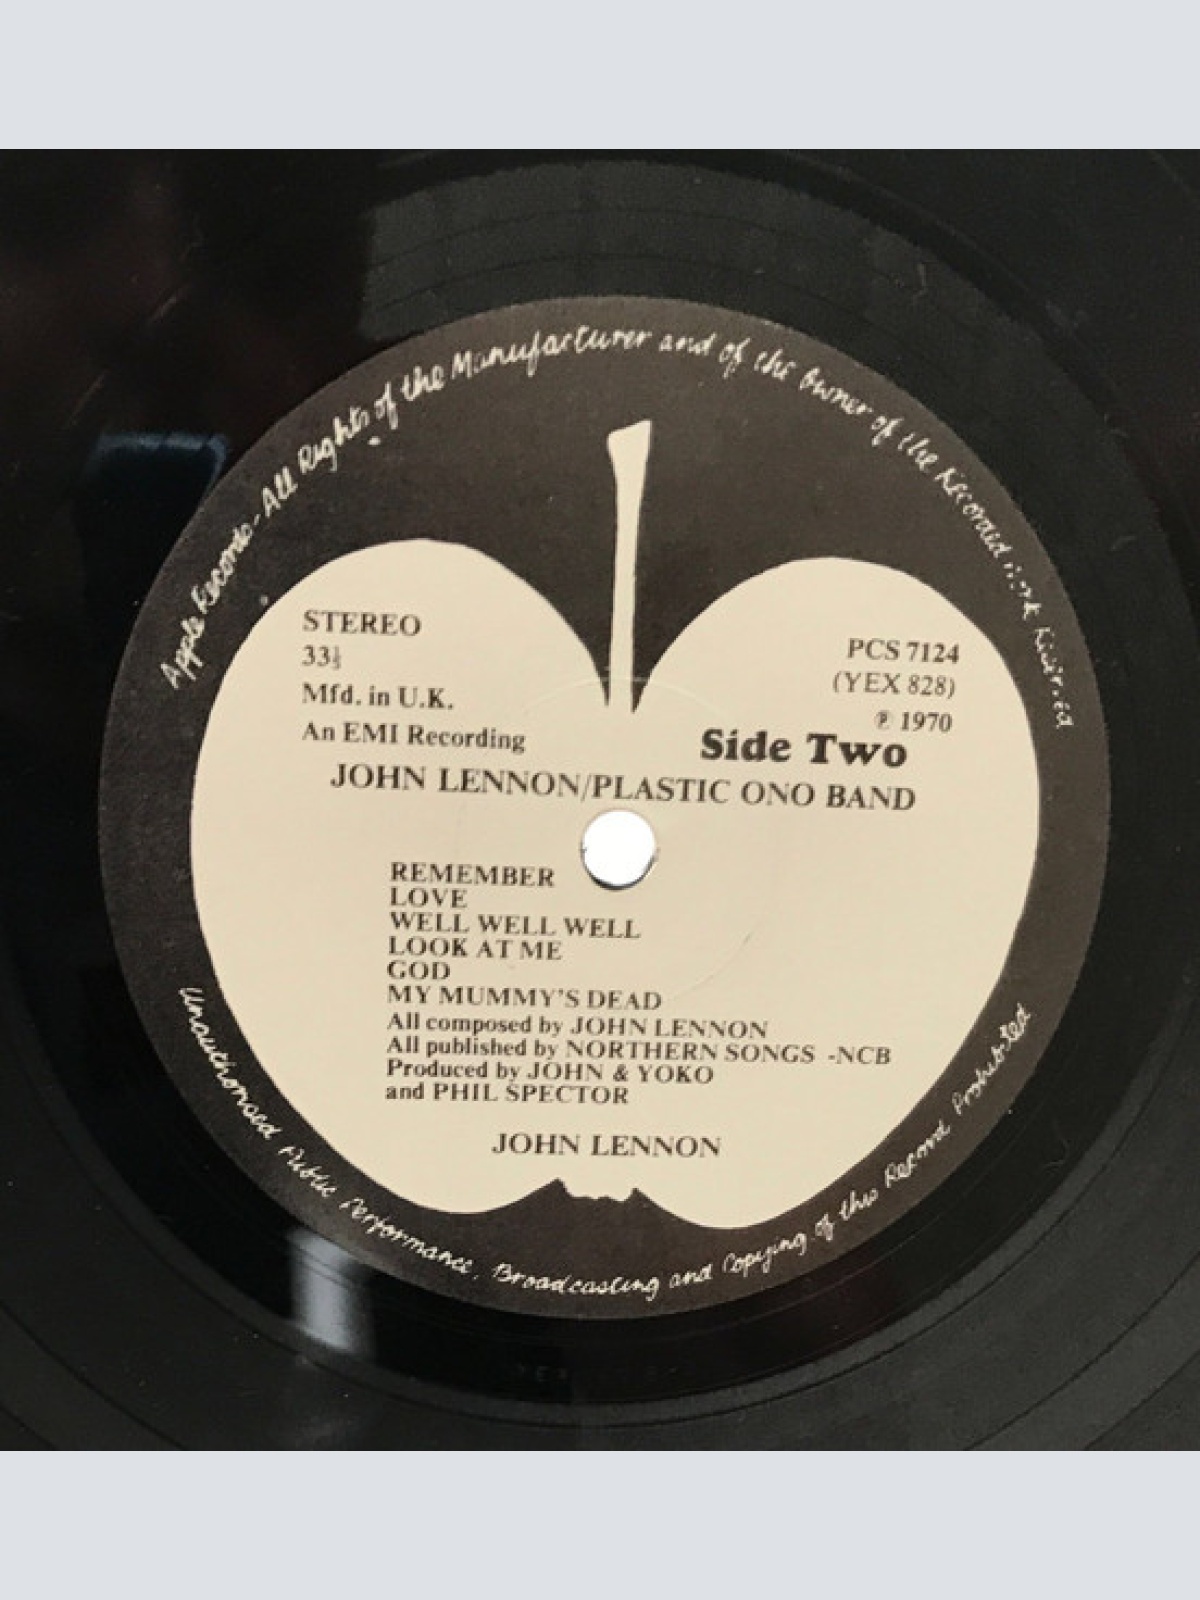 Apple Records - All Rights of the Manufacturer and of the Owner of the Recorded Work Reserved
STEREO
33⅓
Mfd. in U.K.
An EMI Recording
PCS 7124
(YEX 828)
℗ 1970
Side Two
JOHN LENNON/PLASTIC ONO BAND
REMEMBER
LOVE
WELL WELL WELL
LOOK AT ME
GOD
MY MUMMY'S DEAD
All composed by JOHN LENNON
All published by NORTHERN SONGS -NCB
Produced by JOHN & YOKO
and PHIL SPECTOR
JOHN LENNON
Unauthorised Public Performance, Broadcasting and Copying of this Record Prohibited